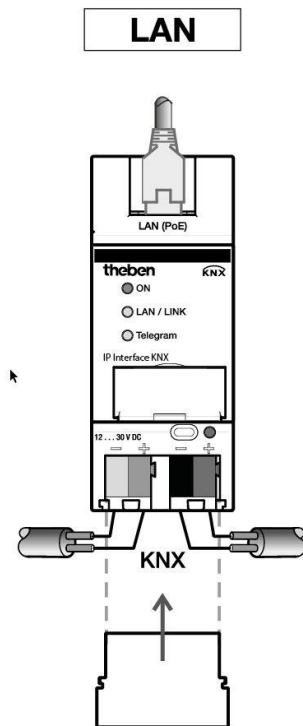 LAN
LAN (PoE)
theben KNX
ON
LAN / LINK
Telegram
IP Interface KNX
12 ... 30 V DC
− + − +
KNX